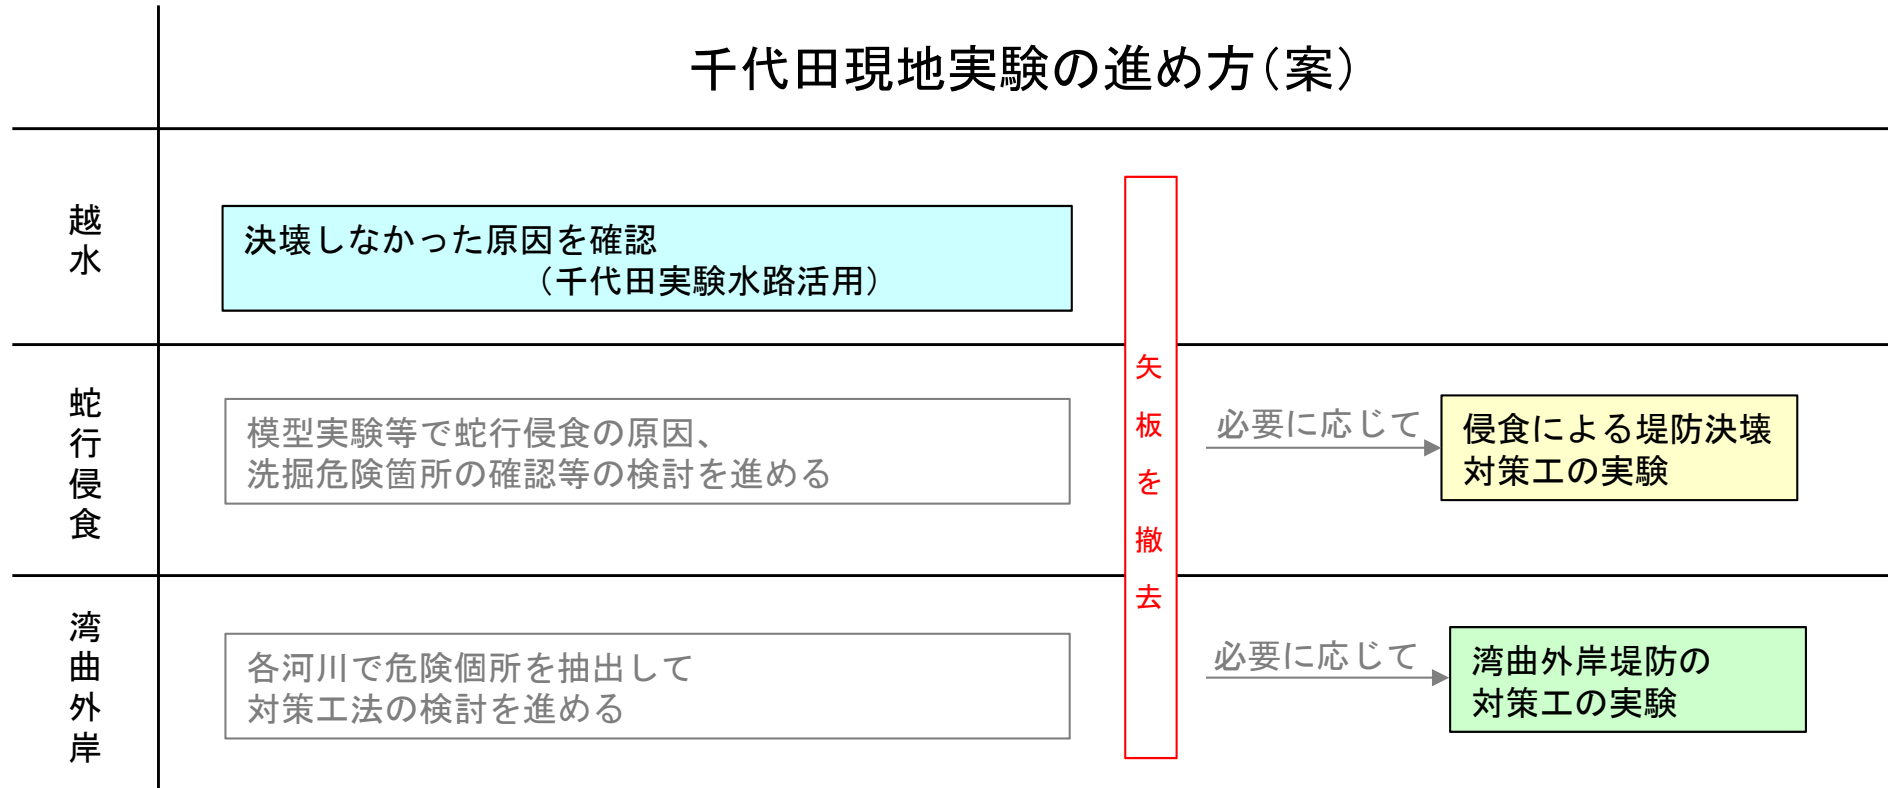 千代田現地実験の進め方（案）
越水
決壊しなかった原因を確認
（千代田実験水路活用）
矢板を撤去
蛇行侵食
模型実験等で蛇行侵食の原因、
洗掘危険箇所の確認等の検討を進める
必要に応じて
侵食による堤防決壊
対策工の実験
湾曲外岸
各河川で危険個所を抽出して
対策工法の検討を進める
必要に応じて
湾曲外岸堤防の
対策工の実験